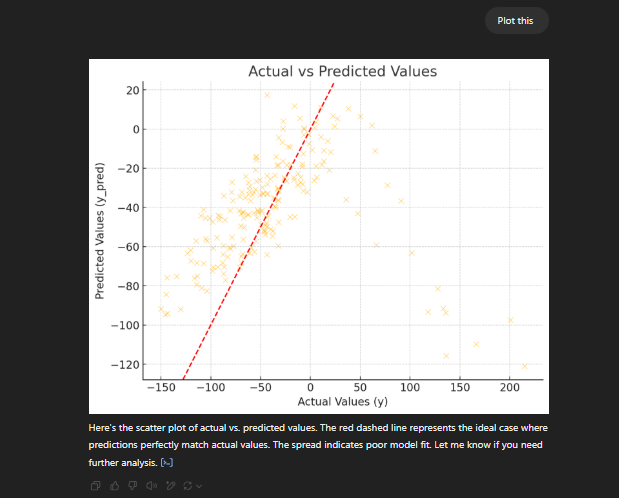 Plot this
Actual vs Predicted Values
20
0
−20
−40
−60
−80
−100
−120
Predicted Values (y_pred)
−150 −100 −50 0 50 100 150 200
Actual Values (y)
Here's the scatter plot of actual vs. predicted values. The red dashed line represents the ideal case where
predictions perfectly match actual values. The spread indicates poor model fit. Let me know if you need
further analysis. [>-]